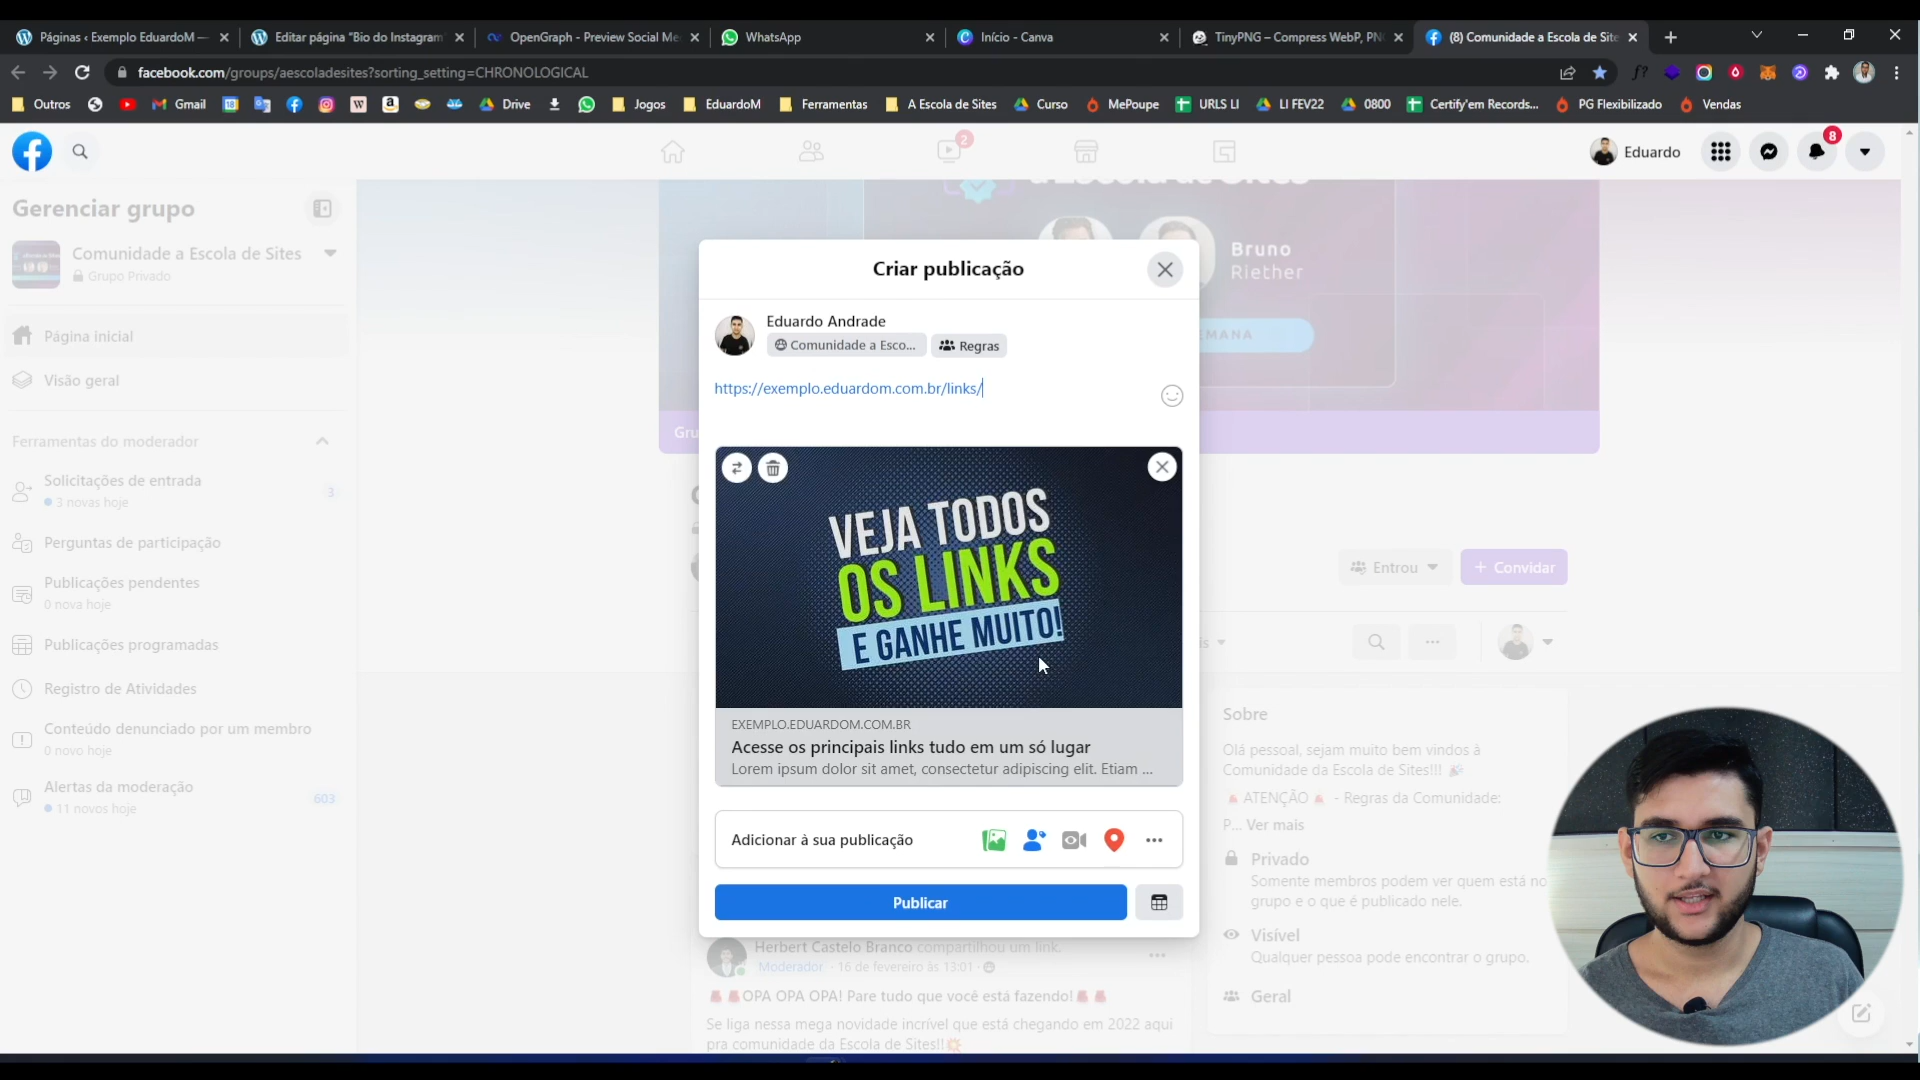 Páginas ‹ Exemplo EduardoM —
Editar página "Bio do Instagram
OpenGraph - Preview Social Me
WhatsApp
Início - Canva
TinyPNG – Compress WebP, PN
(8) Comunidade a Escola de Site
facebook.com/groups/aescoladesites?sorting_setting=CHRONOLOGICAL
Outros
Gmail
Drive
Jogos
EduardoM
Ferramentas
A Escola de Sites
Curso
MePoupe
URLS LI
LI FEV22
0800
Certify'em Records...
PG Flexibilizado
Vendas
2
Eduardo
8
Gerenciar grupo
Comunidade a Escola de Sites
Grupo Privado
Página inicial
Visão geral
Ferramentas do moderador
Solicitações de entrada
3 novas hoje
3
Perguntas de participação
Publicações pendentes
0 nova hoje
Publicações programadas
Registro de Atividades
Conteúdo denunciado por um membro
0 novo hoje
Alertas da moderação
11 novos hoje
603
a Escola de Sites
Bruno
Riether
EMANA
Gru
Criar publicação
Eduardo Andrade
Comunidade a Esco...
Regras
https://exemplo.eduardom.com.br/links/
VEJA TODOS
OS LINKS
E GANHE MUITO!
EXEMPLO.EDUARDOM.COM.BR
Acesse os principais links tudo em um só lugar
Lorem ipsum dolor sit amet, consectetur adipiscing elit. Etiam ...
Adicionar à sua publicação
Publicar
Entrou
+ Convidar
is
Sobre
Olá pessoal, sejam muito bem vindos à
Comunidade da Escola de Sites!!!
ATENÇÃO - Regras da Comunidade:
P... Ver mais
Privado
Somente membros podem ver quem está no
grupo e o que é publicado nele.
Visível
Qualquer pessoa pode encontrar o grupo.
Geral
Herbert Castelo Branco compartilhou um link.
Moderador · 16 de fevereiro às 13:01 ·
OPA OPA OPA! Pare tudo que você está fazendo!
Se liga nessa mega novidade incrível que está chegando em 2022 aqui
pra comunidade da Escola de Sites!!